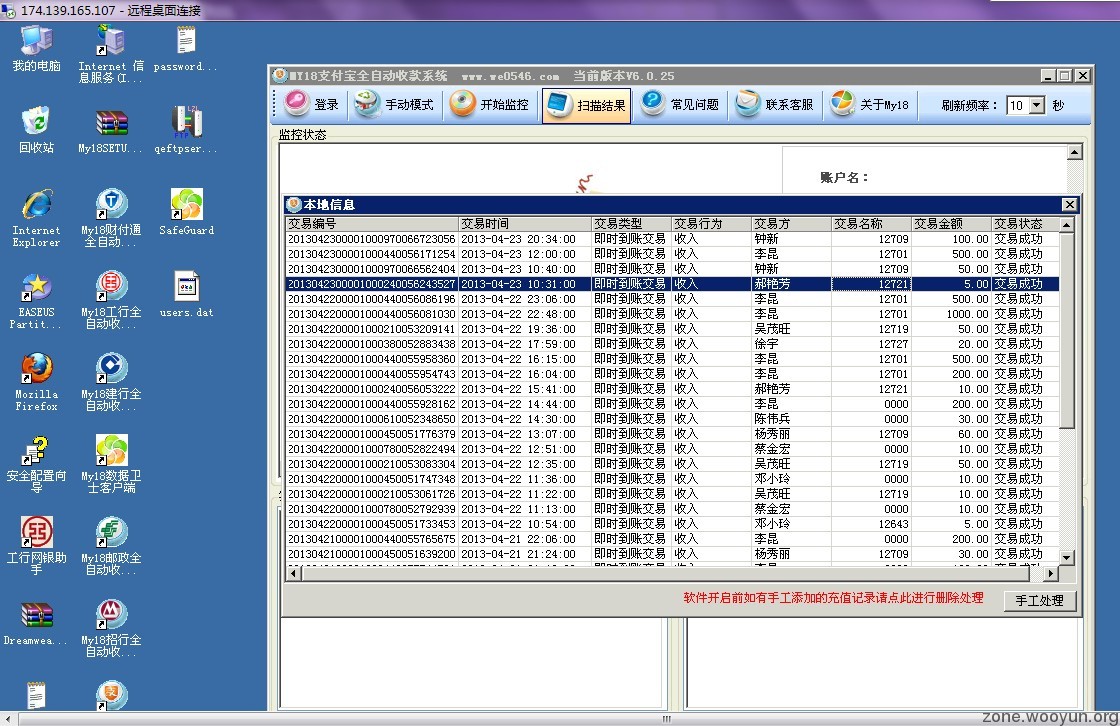 174.139.165.107 - 远程桌面连接
我的电脑
Internet 信息服务(I...
password...
回收站
My18SETU...
qeftpser...
Internet Explorer
My18财付通全自动...
SafeGuard
EASEUS Partit...
My18工行全自动收...
users.dat
Mozilla Firefox
My18建行全自动收...
安全配置向导
My18数据卫士客户端
工行网银助手
My18邮政全自动收...
Dreamwea...
My18招行全自动收...
MY18支付宝全自动收款系统 www.we0546.com 当前版本V6.0.25
登录 手动模式 开始监控 扫描结果 常见问题 联系客服 关于My18 刷新频率: 10 秒
监控状态
账户名:
本地信息
交易编号 交易时间 交易类型 交易行为 交易方 交易名称 交易金额 交易状态
20130423000010009700667230​56 2013-04-23 20:34:00 即时到账交易 收入 钟新 12709 100.00 交易成功
2013042300001000440056171254 2013-04-23 12:00:00 即时到账交易 收入 李昆 12701 500.00 交易成功
2013042300001000970066562404 2013-04-23 10:40:00 即时到账交易 收入 钟新 12709 50.00 交易成功
2013042300001000240056243527 2013-04-23 10:31:00 即时到账交易 收入 郝艳芳 12721 5.00 交易成功
2013042200001000440056086196 2013-04-22 23:06:00 即时到账交易 收入 李昆 12701 500.00 交易成功
2013042200001000440056081030 2013-04-22 22:48:00 即时到账交易 收入 李昆 12701 1000.00 交易成功
2013042200001000210053209141 2013-04-22 19:36:00 即时到账交易 收入 吴茂旺 12719 50.00 交易成功
2013042200001000380052883438 2013-04-22 17:59:00 即时到账交易 收入 徐宇 12727 20.00 交易成功
2013042200001000440055958360 2013-04-22 16:15:00 即时到账交易 收入 李昆 12701 500.00 交易成功
2013042200001000440055954743 2013-04-22 16:04:00 即时到账交易 收入 李昆 12701 200.00 交易成功
2013042200001000240056053222 2013-04-22 15:41:00 即时到账交易 收入 郝艳芳 12721 10.00 交易成功
2013042200001000440055928162 2013-04-22 14:44:00 即时到账交易 收入 李昆 0000 200.00 交易成功
2013042200001000610052348650 2013-04-22 14:30:00 即时到账交易 收入 陈伟兵 0000 30.00 交易成功
2013042200001000450051776379 2013-04-22 13:07:00 即时到账交易 收入 杨秀丽 12709 60.00 交易成功
2013042200001000780052822494 2013-04-22 12:51:00 即时到账交易 收入 蔡金宏 0000 10.00 交易成功
2013042200001000210053083304 2013-04-22 12:35:00 即时到账交易 收入 吴茂旺 12719 50.00 交易成功
2013042200001000450051747348 2013-04-22 11:36:00 即时到账交易 收入 邓小玲 0000 10.00 交易成功
2013042200001000210053061726 2013-04-22 11:22:00 即时到账交易 收入 吴茂旺 12719 10.00 交易成功
2013042200001000780052792939 2013-04-22 11:13:00 即时到账交易 收入 蔡金宏 0000 10.00 交易成功
2013042200001000450051733453 2013-04-22 10:54:00 即时到账交易 收入 邓小玲 12643 5.00 交易成功
2013042100001000440055765675 2013-04-21 22:06:00 即时到账交易 收入 李昆 0000 200.00 交易成功
2013042100001000450051639200 2013-04-21 21:24:00 即时到账交易 收入 杨秀丽 12709 30.00 交易成功
软件开启前如有手工添加的充值记录请点此进行删除处理 手工处理
zone.wooyun.org